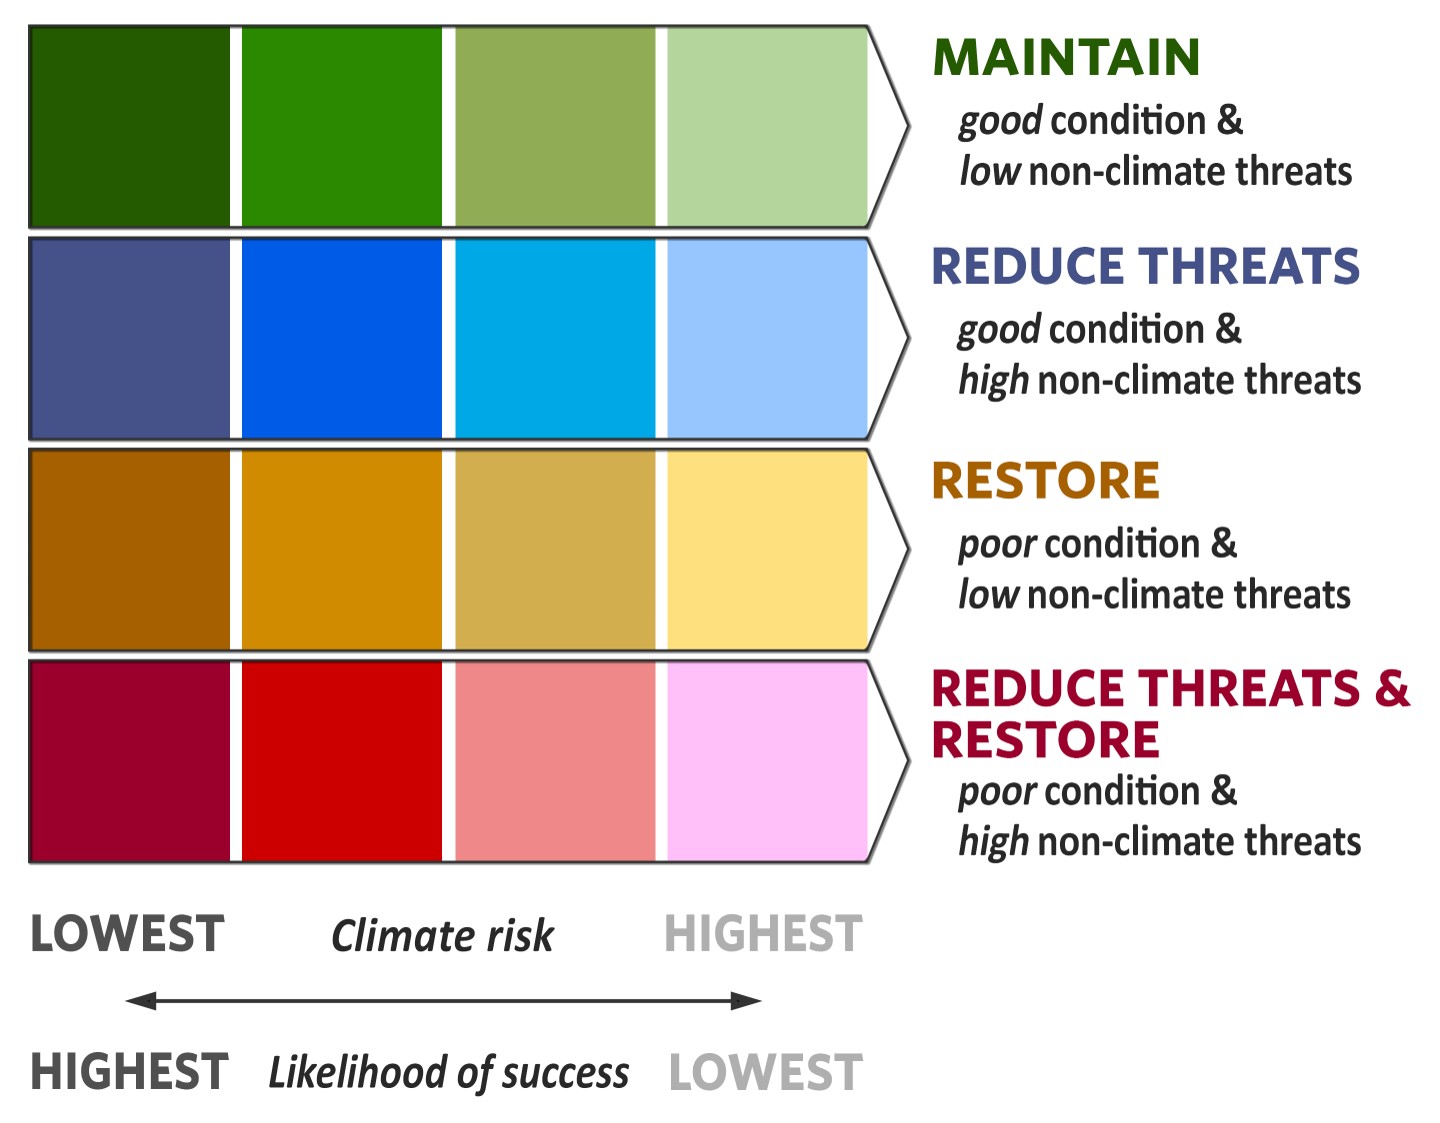 MAINTAIN
good condition &
low non-climate threats
REDUCE THREATS
good condition &
high non-climate threats
RESTORE
poor condition &
low non-climate threats
REDUCE THREATS &
RESTORE
poor condition &
high non-climate threats
LOWEST Climate risk HIGHEST
HIGHEST Likelihood of success LOWEST